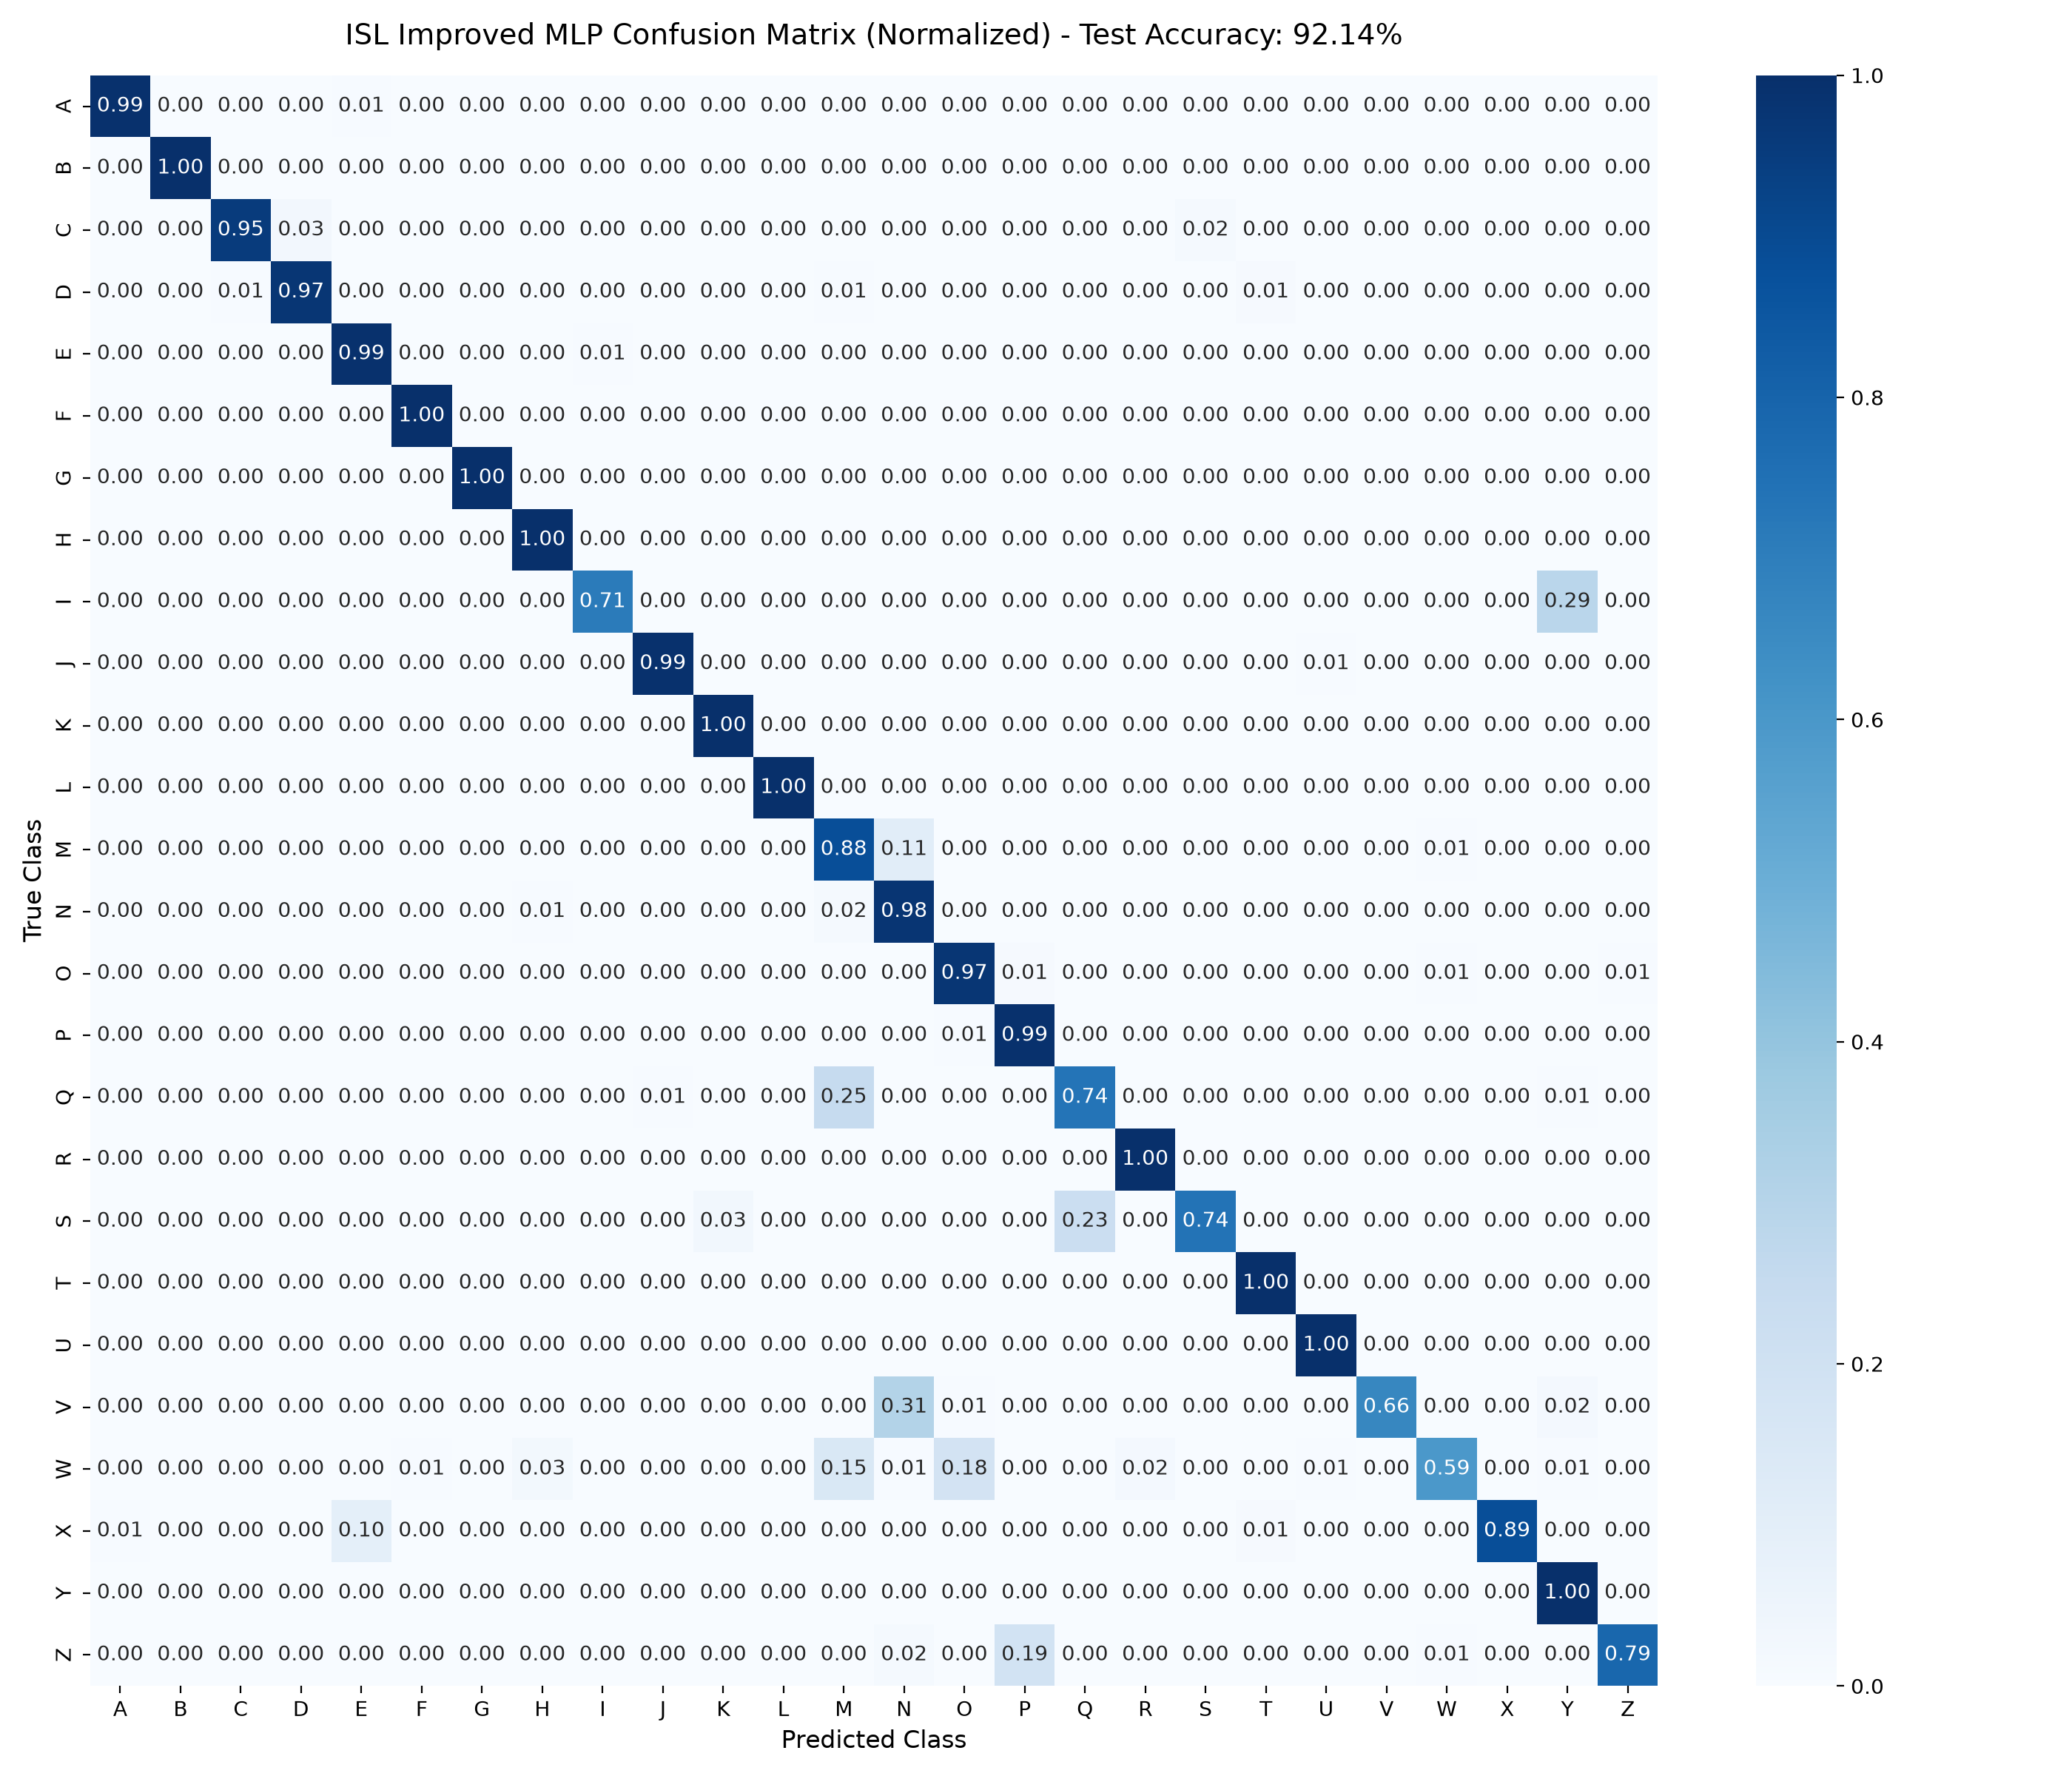 ISL Improved MLP Confusion Matrix (Normalized) - Test Accuracy: 92.14%
A 0.99 0.00 0.00 0.00 0.01 0.00 0.00 0.00 0.00 0.00 0.00 0.00 0.00 0.00 0.00 0.00 0.00 0.00 0.00 0.00 0.00 0.00 0.00 0.00 0.00 0.00
B 0.00 1.00 0.00 0.00 0.00 0.00 0.00 0.00 0.00 0.00 0.00 0.00 0.00 0.00 0.00 0.00 0.00 0.00 0.00 0.00 0.00 0.00 0.00 0.00 0.00 0.00
C 0.00 0.00 0.95 0.03 0.00 0.00 0.00 0.00 0.00 0.00 0.00 0.00 0.00 0.00 0.00 0.00 0.00 0.00 0.02 0.00 0.00 0.00 0.00 0.00 0.00 0.00
D 0.00 0.00 0.01 0.97 0.00 0.00 0.00 0.00 0.00 0.00 0.00 0.00 0.01 0.00 0.00 0.00 0.00 0.00 0.00 0.01 0.00 0.00 0.00 0.00 0.00 0.00
E 0.00 0.00 0.00 0.00 0.99 0.00 0.00 0.00 0.01 0.00 0.00 0.00 0.00 0.00 0.00 0.00 0.00 0.00 0.00 0.00 0.00 0.00 0.00 0.00 0.00 0.00
F 0.00 0.00 0.00 0.00 0.00 1.00 0.00 0.00 0.00 0.00 0.00 0.00 0.00 0.00 0.00 0.00 0.00 0.00 0.00 0.00 0.00 0.00 0.00 0.00 0.00 0.00
G 0.00 0.00 0.00 0.00 0.00 0.00 1.00 0.00 0.00 0.00 0.00 0.00 0.00 0.00 0.00 0.00 0.00 0.00 0.00 0.00 0.00 0.00 0.00 0.00 0.00 0.00
H 0.00 0.00 0.00 0.00 0.00 0.00 0.00 1.00 0.00 0.00 0.00 0.00 0.00 0.00 0.00 0.00 0.00 0.00 0.00 0.00 0.00 0.00 0.00 0.00 0.00 0.00
I 0.00 0.00 0.00 0.00 0.00 0.00 0.00 0.00 0.71 0.00 0.00 0.00 0.00 0.00 0.00 0.00 0.00 0.00 0.00 0.00 0.00 0.00 0.00 0.00 0.29 0.00
J 0.00 0.00 0.00 0.00 0.00 0.00 0.00 0.00 0.00 0.99 0.00 0.00 0.00 0.00 0.00 0.00 0.00 0.00 0.00 0.00 0.01 0.00 0.00 0.00 0.00 0.00
K 0.00 0.00 0.00 0.00 0.00 0.00 0.00 0.00 0.00 0.00 1.00 0.00 0.00 0.00 0.00 0.00 0.00 0.00 0.00 0.00 0.00 0.00 0.00 0.00 0.00 0.00
L 0.00 0.00 0.00 0.00 0.00 0.00 0.00 0.00 0.00 0.00 0.00 1.00 0.00 0.00 0.00 0.00 0.00 0.00 0.00 0.00 0.00 0.00 0.00 0.00 0.00 0.00
M 0.00 0.00 0.00 0.00 0.00 0.00 0.00 0.00 0.00 0.00 0.00 0.00 0.88 0.11 0.00 0.00 0.00 0.00 0.00 0.00 0.00 0.00 0.01 0.00 0.00 0.00
N 0.00 0.00 0.00 0.00 0.00 0.00 0.00 0.01 0.00 0.00 0.00 0.00 0.02 0.98 0.00 0.00 0.00 0.00 0.00 0.00 0.00 0.00 0.00 0.00 0.00 0.00
O 0.00 0.00 0.00 0.00 0.00 0.00 0.00 0.00 0.00 0.00 0.00 0.00 0.00 0.00 0.97 0.01 0.00 0.00 0.00 0.00 0.00 0.00 0.01 0.00 0.00 0.01
P 0.00 0.00 0.00 0.00 0.00 0.00 0.00 0.00 0.00 0.00 0.00 0.00 0.00 0.00 0.01 0.99 0.00 0.00 0.00 0.00 0.00 0.00 0.00 0.00 0.00 0.00
Q 0.00 0.00 0.00 0.00 0.00 0.00 0.00 0.00 0.00 0.01 0.00 0.00 0.25 0.00 0.00 0.00 0.74 0.00 0.00 0.00 0.00 0.00 0.00 0.00 0.01 0.00
R 0.00 0.00 0.00 0.00 0.00 0.00 0.00 0.00 0.00 0.00 0.00 0.00 0.00 0.00 0.00 0.00 0.00 1.00 0.00 0.00 0.00 0.00 0.00 0.00 0.00 0.00
S 0.00 0.00 0.00 0.00 0.00 0.00 0.00 0.00 0.00 0.00 0.03 0.00 0.00 0.00 0.00 0.00 0.23 0.00 0.74 0.00 0.00 0.00 0.00 0.00 0.00 0.00
T 0.00 0.00 0.00 0.00 0.00 0.00 0.00 0.00 0.00 0.00 0.00 0.00 0.00 0.00 0.00 0.00 0.00 0.00 0.00 1.00 0.00 0.00 0.00 0.00 0.00 0.00
U 0.00 0.00 0.00 0.00 0.00 0.00 0.00 0.00 0.00 0.00 0.00 0.00 0.00 0.00 0.00 0.00 0.00 0.00 0.00 0.00 1.00 0.00 0.00 0.00 0.00 0.00
V 0.00 0.00 0.00 0.00 0.00 0.00 0.00 0.00 0.00 0.00 0.00 0.00 0.00 0.31 0.01 0.00 0.00 0.00 0.00 0.00 0.00 0.66 0.00 0.00 0.02 0.00
W 0.00 0.00 0.00 0.00 0.00 0.01 0.00 0.03 0.00 0.00 0.00 0.00 0.15 0.01 0.18 0.00 0.00 0.02 0.00 0.00 0.01 0.00 0.59 0.00 0.01 0.00
X 0.01 0.00 0.00 0.00 0.10 0.00 0.00 0.00 0.00 0.00 0.00 0.00 0.00 0.00 0.00 0.00 0.00 0.00 0.00 0.01 0.00 0.00 0.00 0.89 0.00 0.00
Y 0.00 0.00 0.00 0.00 0.00 0.00 0.00 0.00 0.00 0.00 0.00 0.00 0.00 0.00 0.00 0.00 0.00 0.00 0.00 0.00 0.00 0.00 0.00 0.00 1.00 0.00
Z 0.00 0.00 0.00 0.00 0.00 0.00 0.00 0.00 0.00 0.00 0.00 0.00 0.00 0.02 0.00 0.19 0.00 0.00 0.00 0.00 0.00 0.00 0.01 0.00 0.00 0.79
A B C D E F G H I J K L M N O P Q R S T U V W X Y Z
Predicted Class
True Class
1.0
0.8
0.6
0.4
0.2
0.0